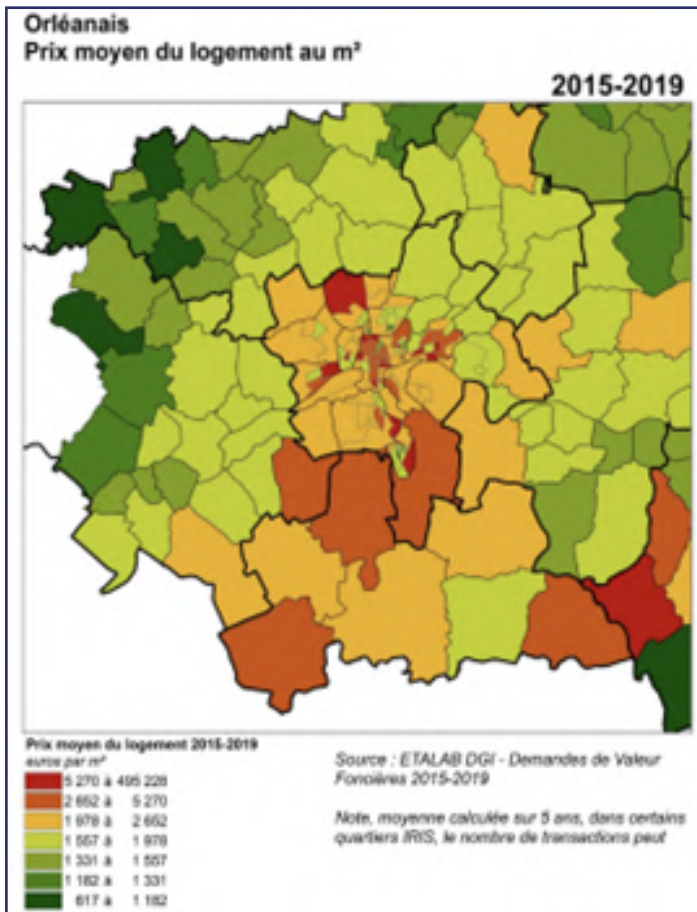 Orléanais
Prix moyen du logement au m²
2015-2019
Prix moyen du logement 2015-2019
euros par m²
5 270 à 495 228
2 652 à 5 270
1 978 à 2 652
1 557 à 1 978
1 331 à 1 557
1 182 à 1 331
617 à 1 182
Source : ETALAB DGI - Demandes de Valeur
Foncières 2015-2019
Note, moyenne calculée sur 5 ans, dans certains
quartiers IRIS, le nombre de transactions peut